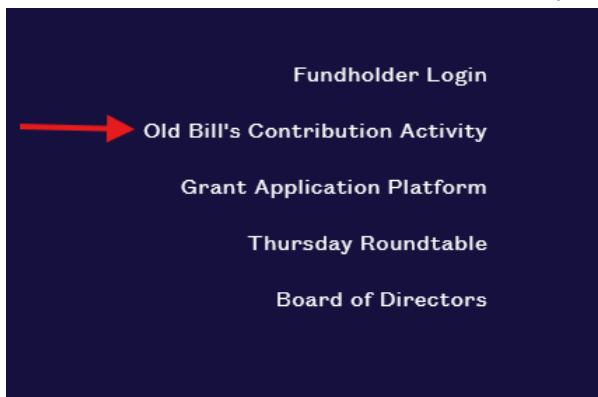 Fundholder Login
Old Bill's Contribution Activity
Grant Application Platform
Thursday Roundtable
Board of Directors